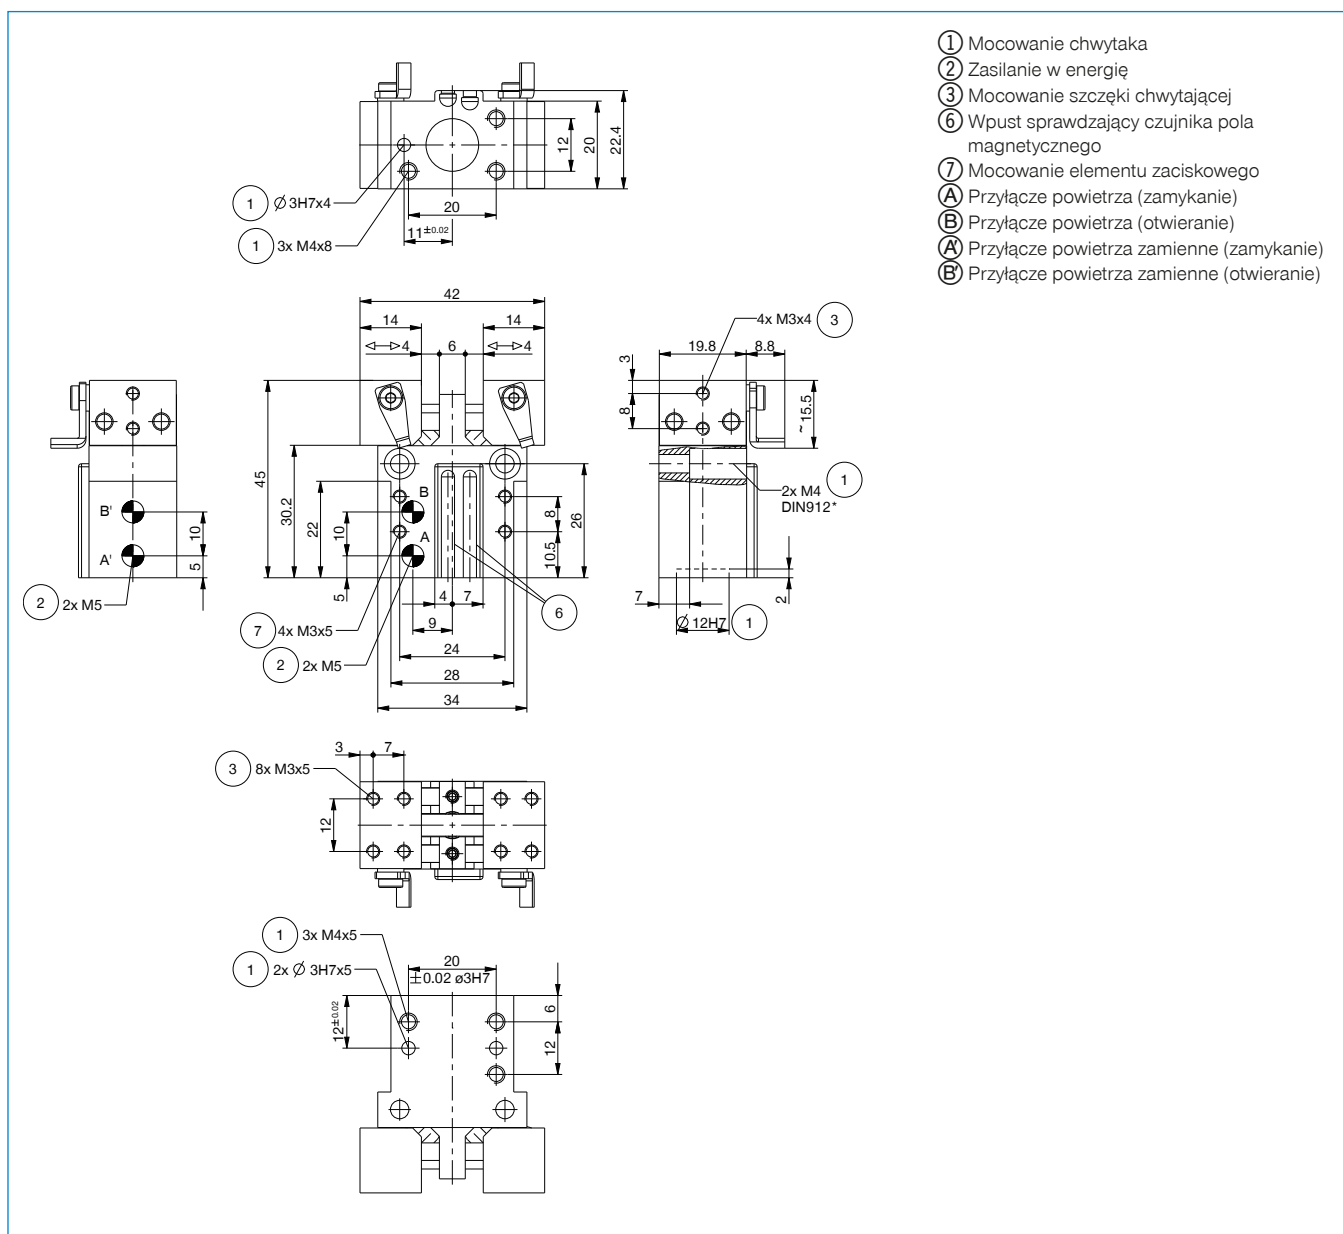 1 Mocowanie chwytaka
2 Zasilanie w energię
3 Mocowanie szczęki chwytającej
6 Wpust sprawdzający czujnika pola
magnetycznego
7 Mocowanie elementu zaciskowego
A Przyłącze powietrza (zamykanie)
B Przyłącze powietrza (otwieranie)
A' Przyłącze powietrza zamienne (zamykanie)
B' Przyłącze powietrza zamienne (otwieranie)
12
20
22.4
1 Ø 3H7x4
20
11±0.02
1 3x M4x8
42
14
14
4
6
4
45
30.2
22
10
5
B
A
8
10.5
26
4
7
9
6
7 4x M3x5
24
2 2x M5
28
34
B'
A'
10
5
2 2x M5
4x M3x4 3
3
19.8
8.8
8
~15.5
2x M4 1
DIN912*
7
2
Ø 12H7 1
3
7
3 8x M3x5
12
1 3x M4x5
1 2x Ø 3H7x5
20
±0.02 ø3H7
12±0.02
6
12